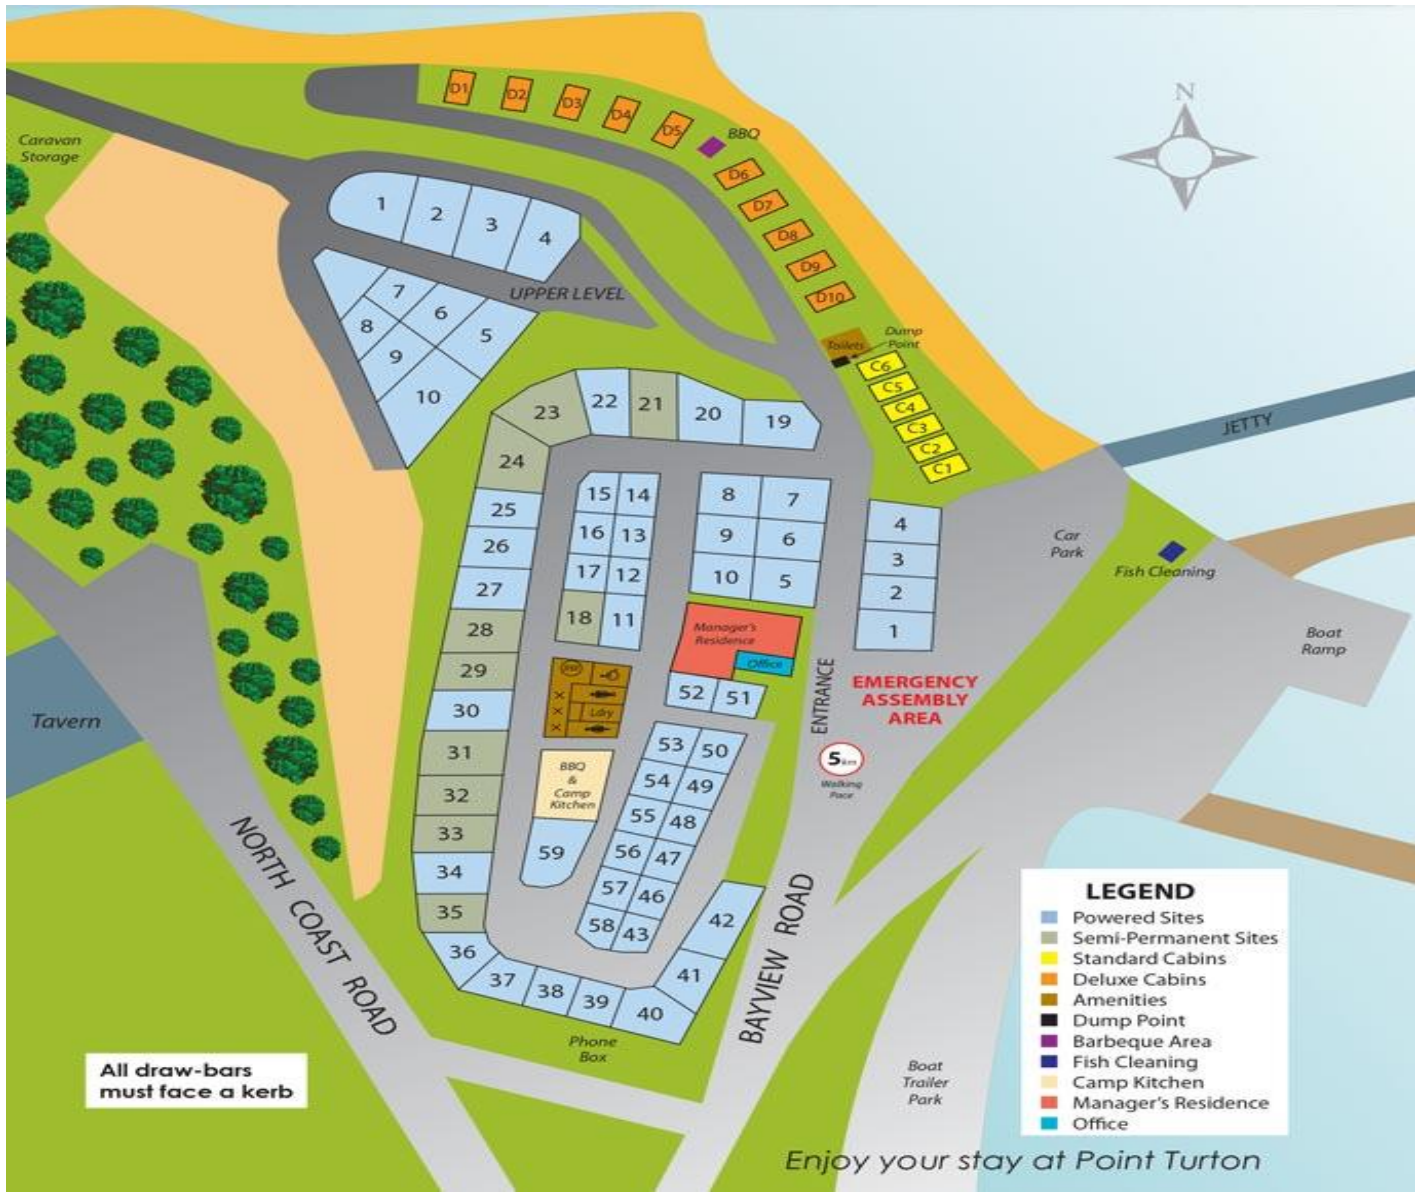 N
D1
D2
D3
D4
D5
BBQ
D6
D7
D8
D9
D10
Caravan
Storage
1
2
3
4
UPPER LEVEL
7
6
5
8
9
10
Toilets
Dump
Point
C6
C5
C4
C3
C2
C1
JETTY
23
22
21
20
19
24
25
26
27
28
29
30
31
32
33
34
35
36
37
38
39
40
41
42
15
14
16
13
17
12
18
11
8
7
9
6
10
5
4
3
2
1
Car
Park
Fish Cleaning
Boat
Ramp
Manager's
Residence
Office
52
51
ENTRANCE
EMERGENCY
ASSEMBLY
AREA
5km
Walking
Pace
X
X
Ldry
X
BBQ
&
Camp
Kitchen
59
53
50
54
49
55
48
56
47
57
46
58
43
Tavern
NORTH COAST ROAD
BAYVIEW ROAD
Phone
Box
All draw-bars
must face a kerb
Boat
Trailer
Park
LEGEND
Powered Sites
Semi-Permanent Sites
Standard Cabins
Deluxe Cabins
Amenities
Dump Point
Barbeque Area
Fish Cleaning
Camp Kitchen
Manager's Residence
Office
Enjoy your stay at Point Turton